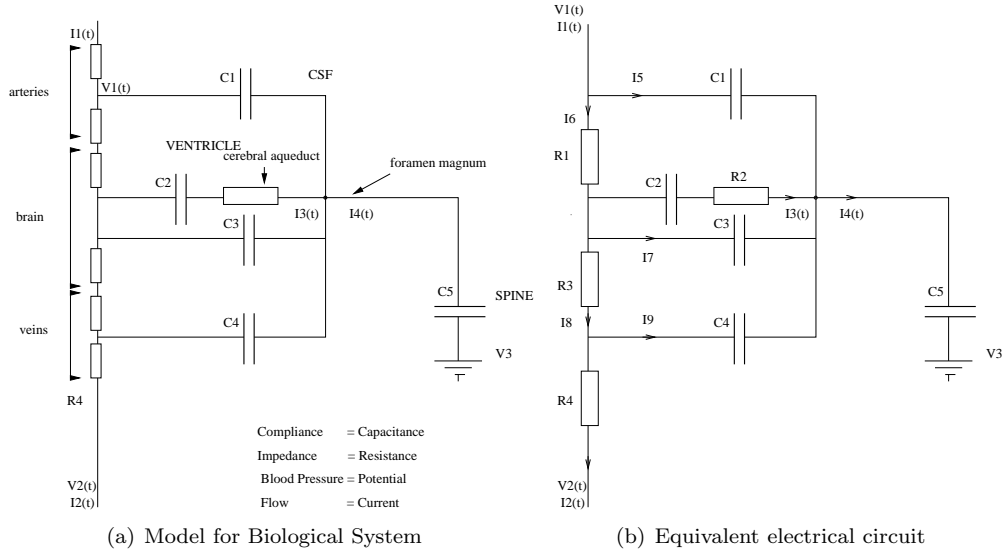 I1(t)
arteries
V1(t)
C1
CSF
VENTRICLE
cerebral aqueduct
foramen magnum
C2
I3(t)
I4(t)
brain
C3
C5
SPINE
veins
C4
V3
R4
Compliance = Capacitance
Impedance = Resistance
Blood Pressure = Potential
Flow = Current
V2(t)
I2(t)
(a) Model for Biological System
V1(t)
I1(t)
I5
C1
I6
R1
C2
R2
I3(t)
I4(t)
C3
I7
R3
C5
I8
I9
C4
V3
R4
V2(t)
I2(t)
(b) Equivalent electrical circuit